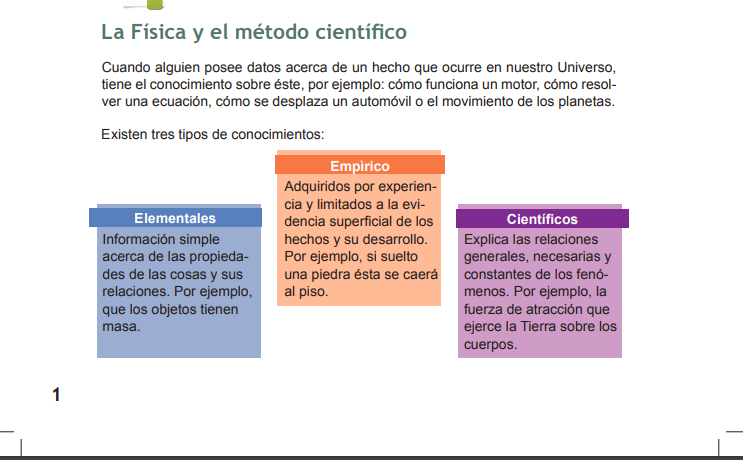 La Física y el método científico
Cuando alguien posee datos acerca de un hecho que ocurre en nuestro Universo,
tiene el conocimiento sobre éste, por ejemplo: cómo funciona un motor, cómo resol-
ver una ecuación, cómo se desplaza un automóvil o el movimiento de los planetas.
Existen tres tipos de conocimientos:
Elementales
Información simple
acerca de las propieda-
des de las cosas y sus
relaciones. Por ejemplo,
que los objetos tienen
masa.
Empìrico
Adquiridos por experien-
cia y limitados a la evi-
dencia superficial de los
hechos y su desarrollo.
Por ejemplo, si suelto
una piedra ésta se caerá
al piso.
Científicos
Explica las relaciones
generales, necesarias y
constantes de los fenó-
menos. Por ejemplo, la
fuerza de atracción que
ejerce la Tierra sobre los
cuerpos.
1